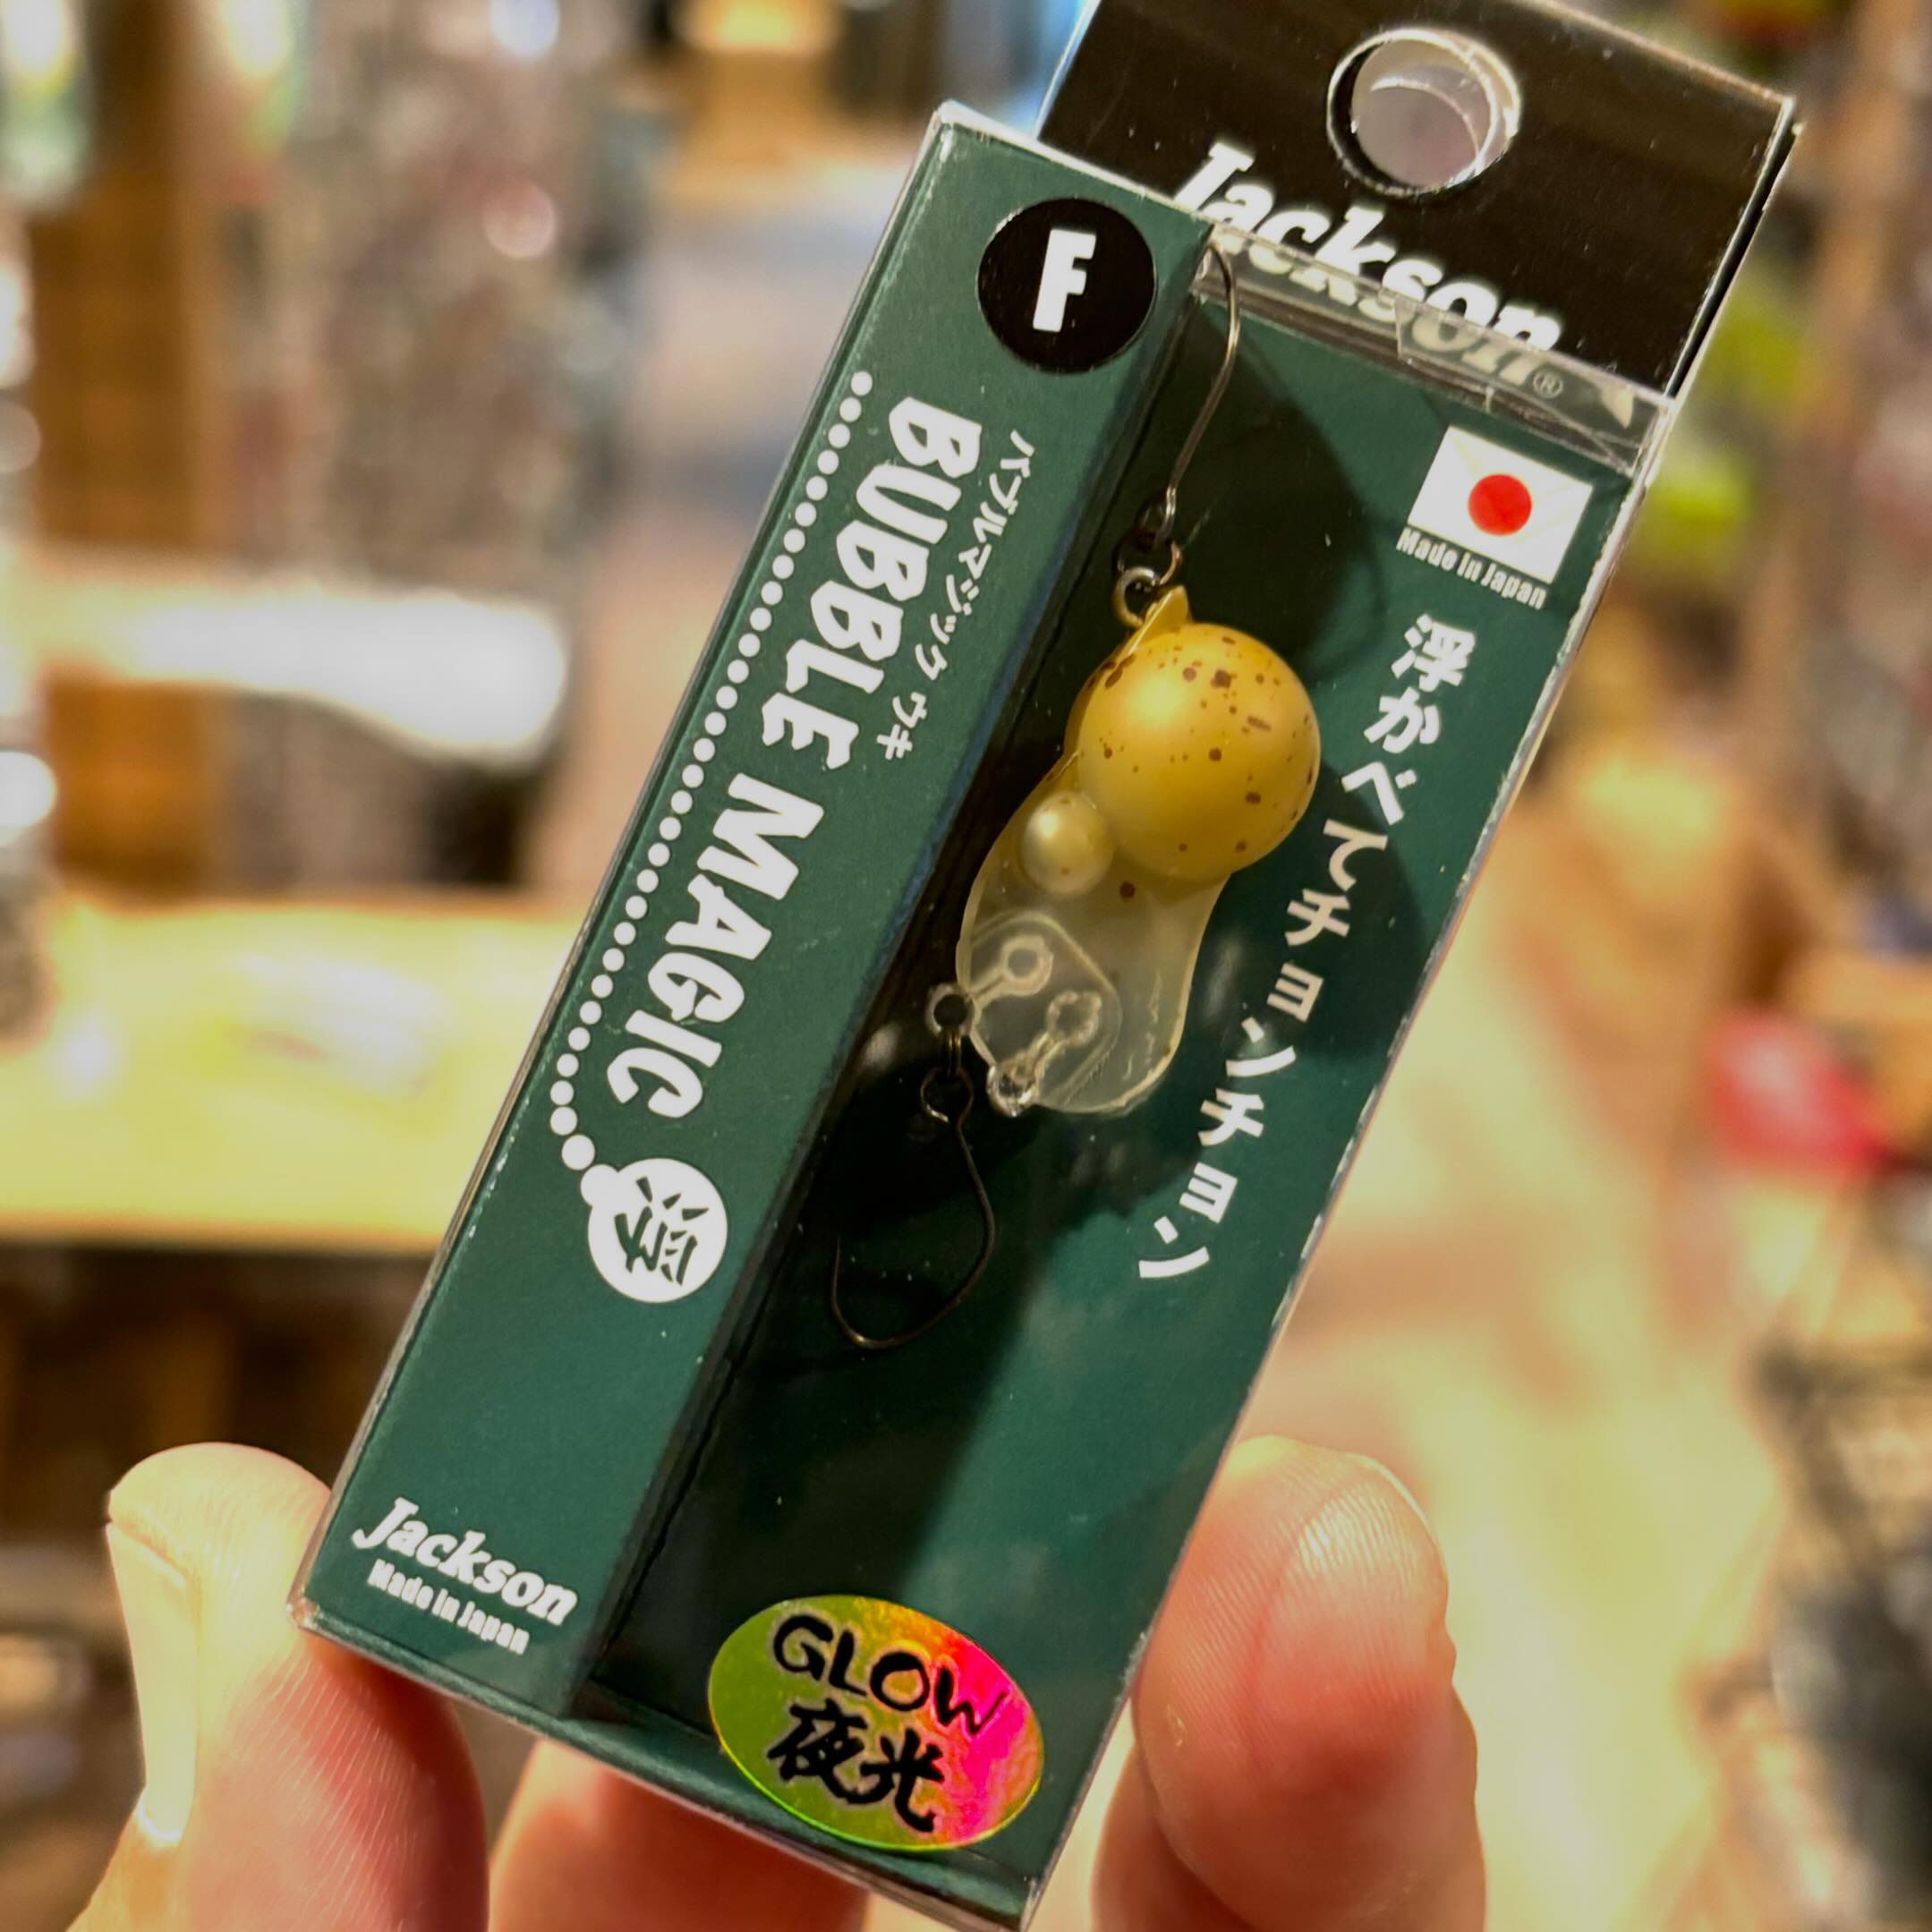 Jackson®
F
バブルマジック ウキ
BUBBLE MAGIC
浮
Made in Japan
浮かべてチョンチョン
Jackson
Made in Japan
GLOW
夜光